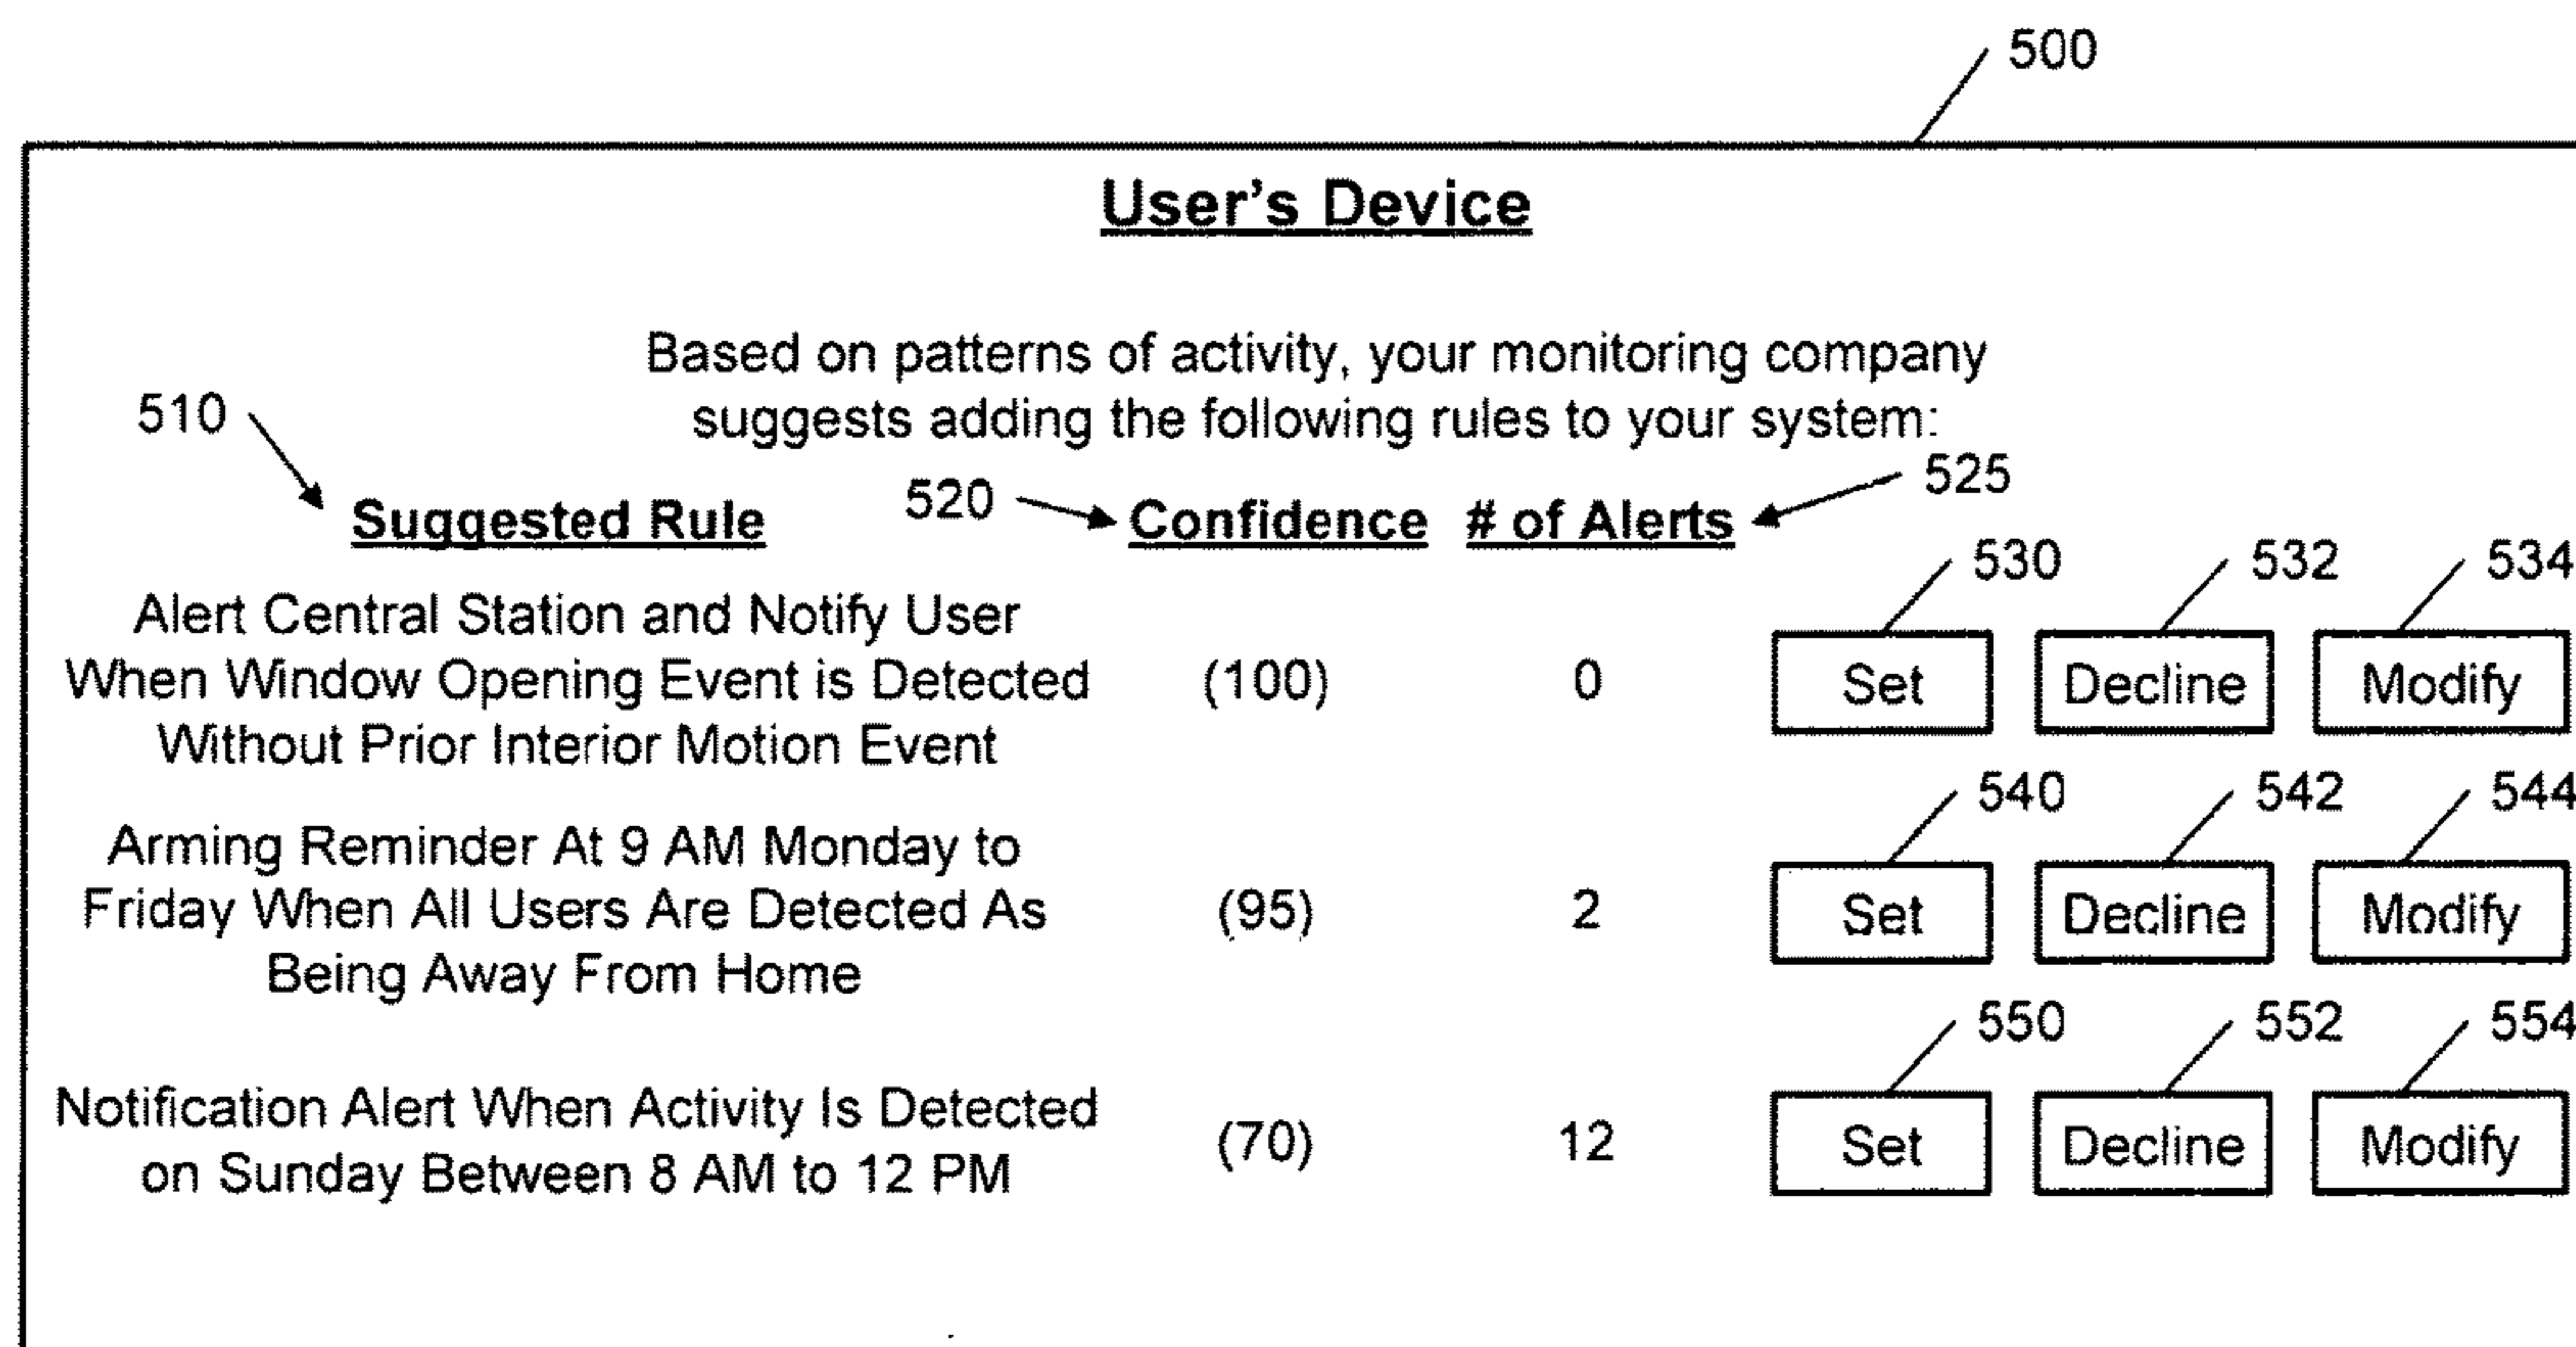 500
User's Device
Based on patterns of activity, your monitoring company
suggests adding the following rules to your system:
510
520
525
Suggested Rule Confidence # of Alerts
530 532 534
Alert Central Station and Notify User
When Window Opening Event is Detected (100) 0 Set Decline Modify
Without Prior Interior Motion Event
540 542 544
Arming Reminder At 9 AM Monday to
Friday When All Users Are Detected As (95) 2 Set Decline Modify
Being Away From Home
550 552 554
Notification Alert When Activity Is Detected
(70) 12 Set Decline Modify
on Sunday Between 8 AM to 12 PM